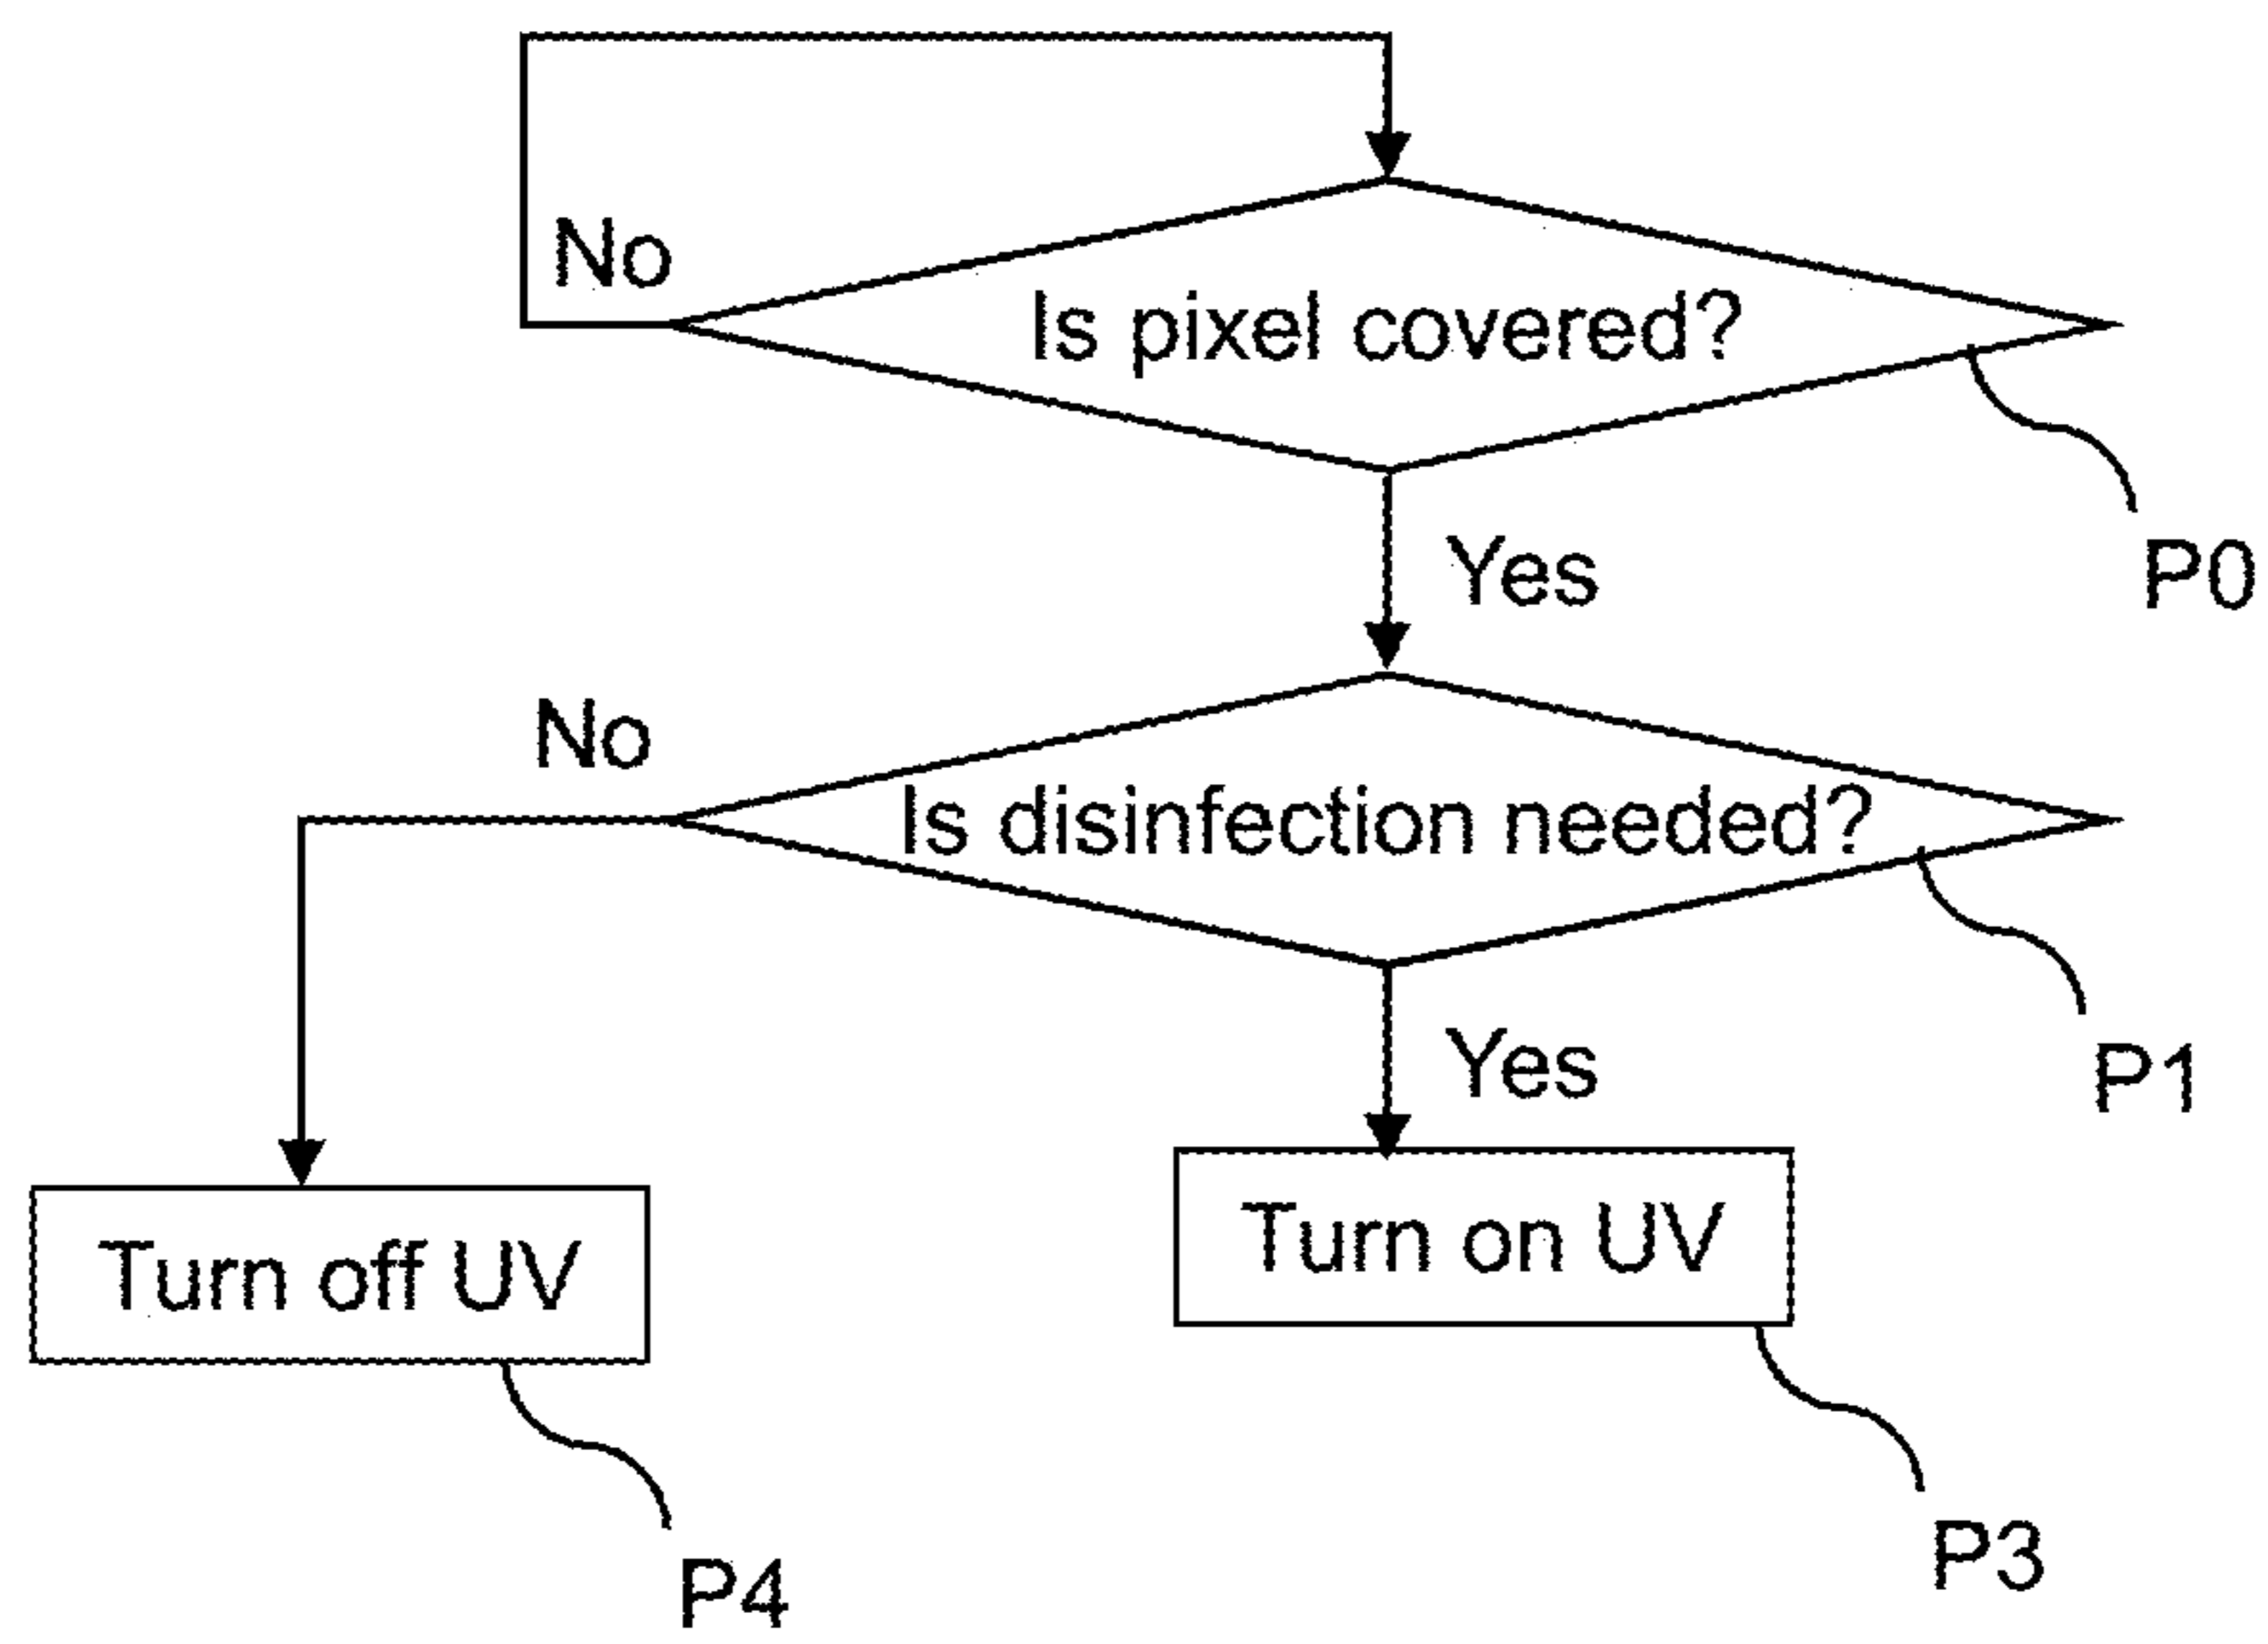 No
Is pixel covered?
Yes
P0
No
Is disinfection needed?
Yes
P1
Turn on UV
Turn off UV
P3
P4